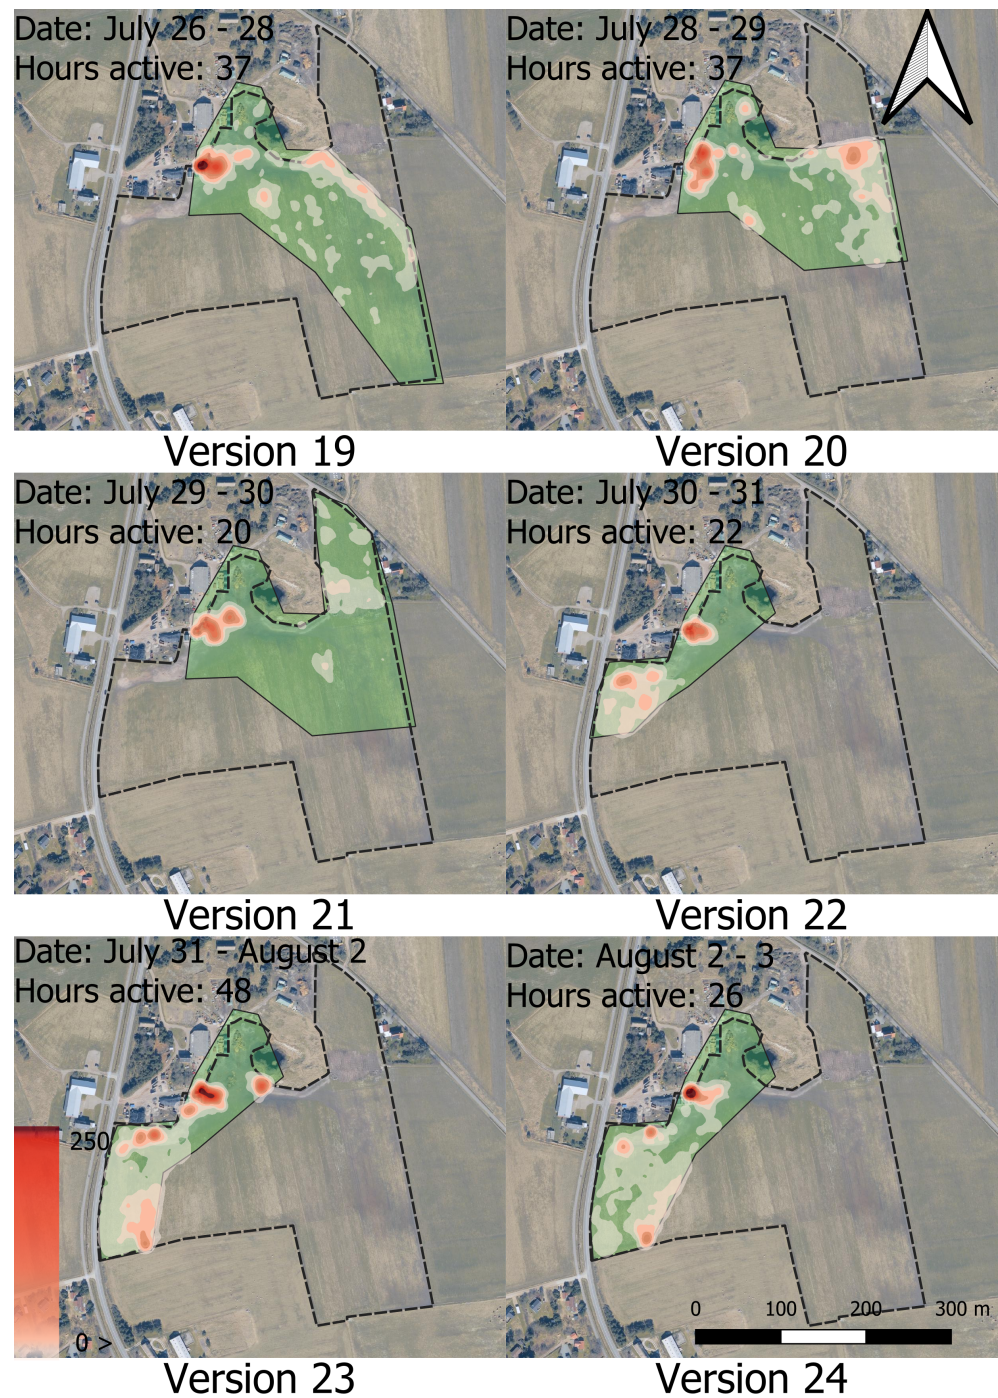 Date: July 26 - 28
Hours active: 37
Version 19
Date: July 28 - 29
Hours active: 37
Version 20
Date: July 29 - 30
Hours active: 20
Version 21
Date: July 30 - 31
Hours active: 22
Version 22
Date: July 31 - August 2
Hours active: 48
250
0 >
Version 23
Date: August 2 - 3
Hours active: 26
0 100 200 300 m
Version 24